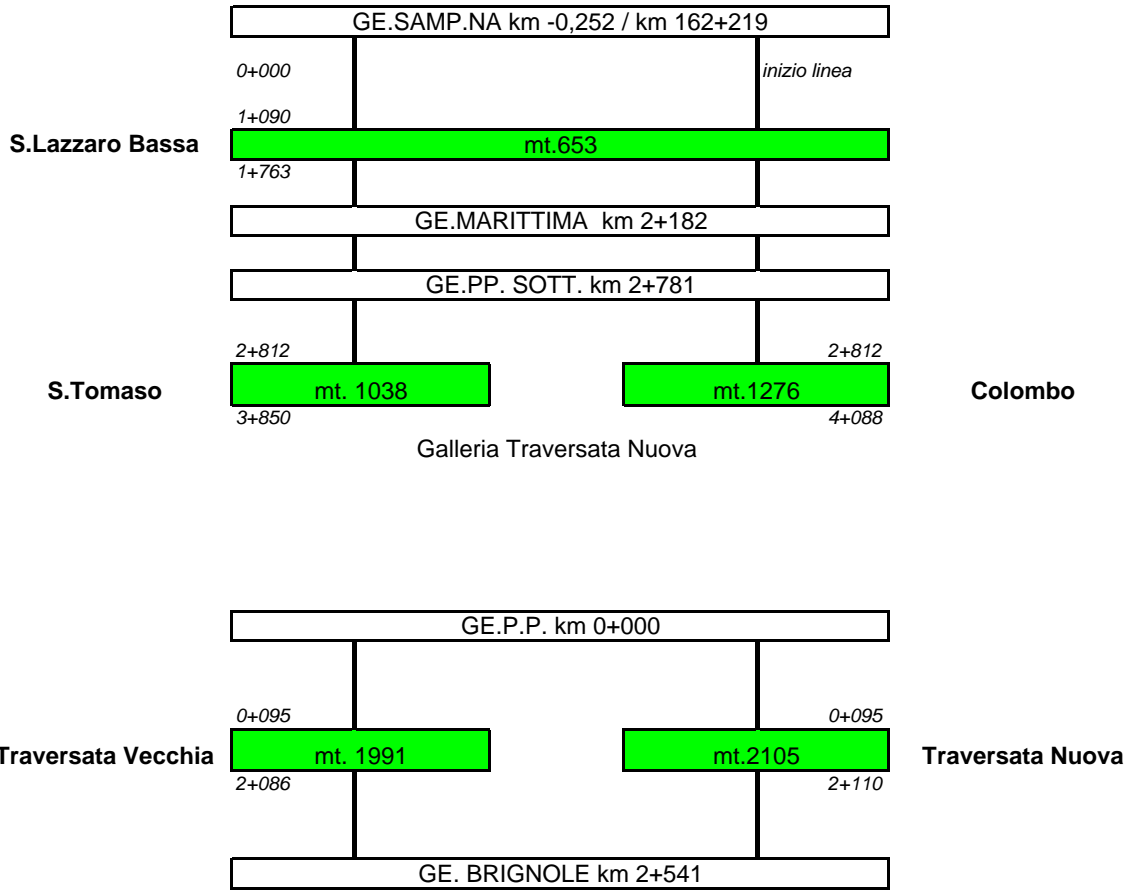 GE.SAMP.NA km -0,252 / km 162+219
0+000 inizio linea
1+090
S.Lazzaro Bassa mt.653
1+763
GE.MARITTIMA km 2+182
GE.PP. SOTT. km 2+781
2+812 2+812
S.Tomaso mt. 1038 mt.1276 Colombo
3+850 4+088
Galleria Traversata Nuova
GE.P.P. km 0+000
0+095 0+095
Traversata Vecchia mt. 1991 mt.2105 Traversata Nuova
2+086 2+110
GE. BRIGNOLE km 2+541